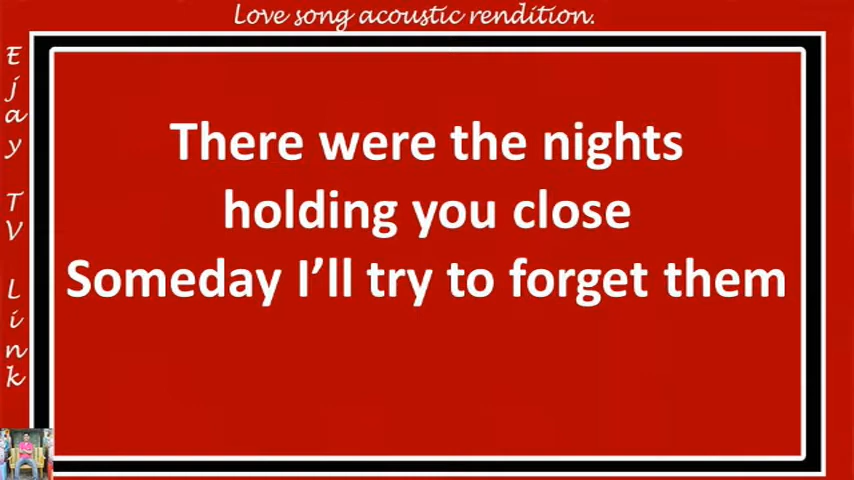 Love song acoustic rendition.
Ejay TV Link
There were the nights
holding you close
Someday I'll try to forget them